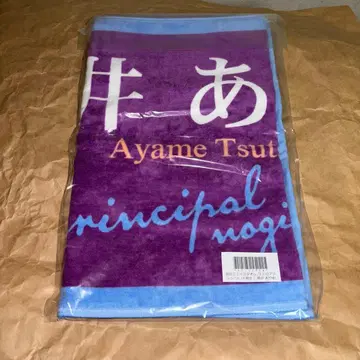 井 あ
Ayame Tsut
rincipal
nogi